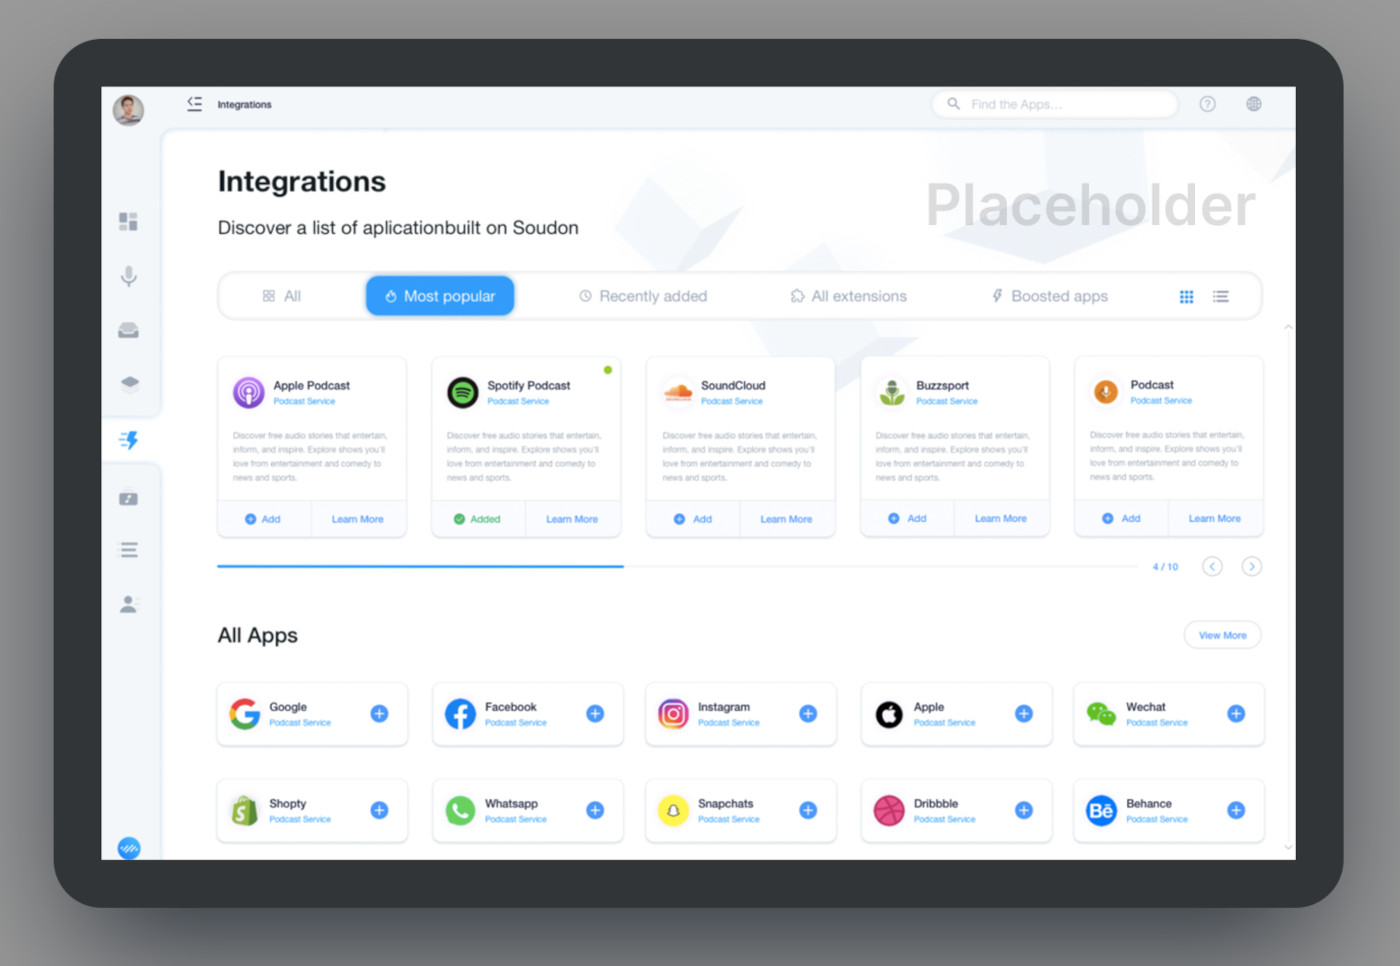 Integrations
Find the Apps...
Integrations
Placeholder
Discover a list of aplicationbuilt on Soudon
All
Most popular
Recently added
All extensions
Boosted apps
Apple Podcast
Podcast Service
Discover free audio stories that entertain,
inform, and inspire. Explore shows you'll
love from entertainment and comedy to
news and sports.
Add
Learn More
Spotify Podcast
Podcast Service
Discover free audio stories that entertain,
inform, and inspire. Explore shows you'll
love from entertainment and comedy to
news and sports.
Added
Learn More
SoundCloud
Podcast Service
Discover free audio stories that entertain,
inform, and inspire. Explore shows you'll
love from entertainment and comedy to
news and sports.
Add
Learn More
Buzzsport
Podcast Service
Discover free audio stories that entertain,
inform, and inspire. Explore shows you'll
love from entertainment and comedy to
news and sports.
Add
Learn More
Podcast
Podcast Service
Discover free audio stories that entertain,
inform, and inspire. Explore shows you'll
love from entertainment and comedy to
news and sports.
Add
Learn More
4 / 10
All Apps
View More
Google
Podcast Service
Facebook
Podcast Service
Instagram
Podcast Service
Apple
Podcast Service
Wechat
Podcast Service
Shopty
Podcast Service
Whatsapp
Podcast Service
Snapchats
Podcast Service
Dribbble
Podcast Service
Bē
Behance
Podcast Service